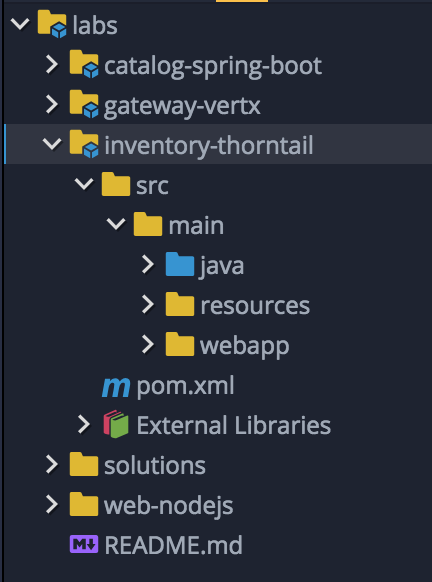 labs
catalog-spring-boot
gateway-vertx
inventory-thorntail
src
main
java
resources
webapp
m pom.xml
External Libraries
solutions
web-nodejs
M README.md